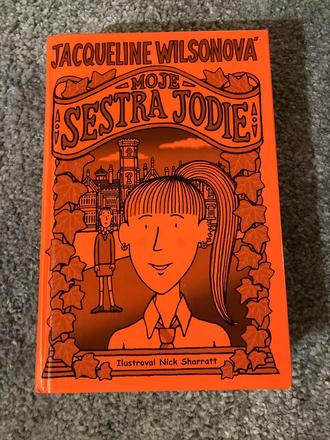 JACQUELINE WILSONOVÁ
MOJE
SESTRA JODIE
Ilustroval Nick Sharratt